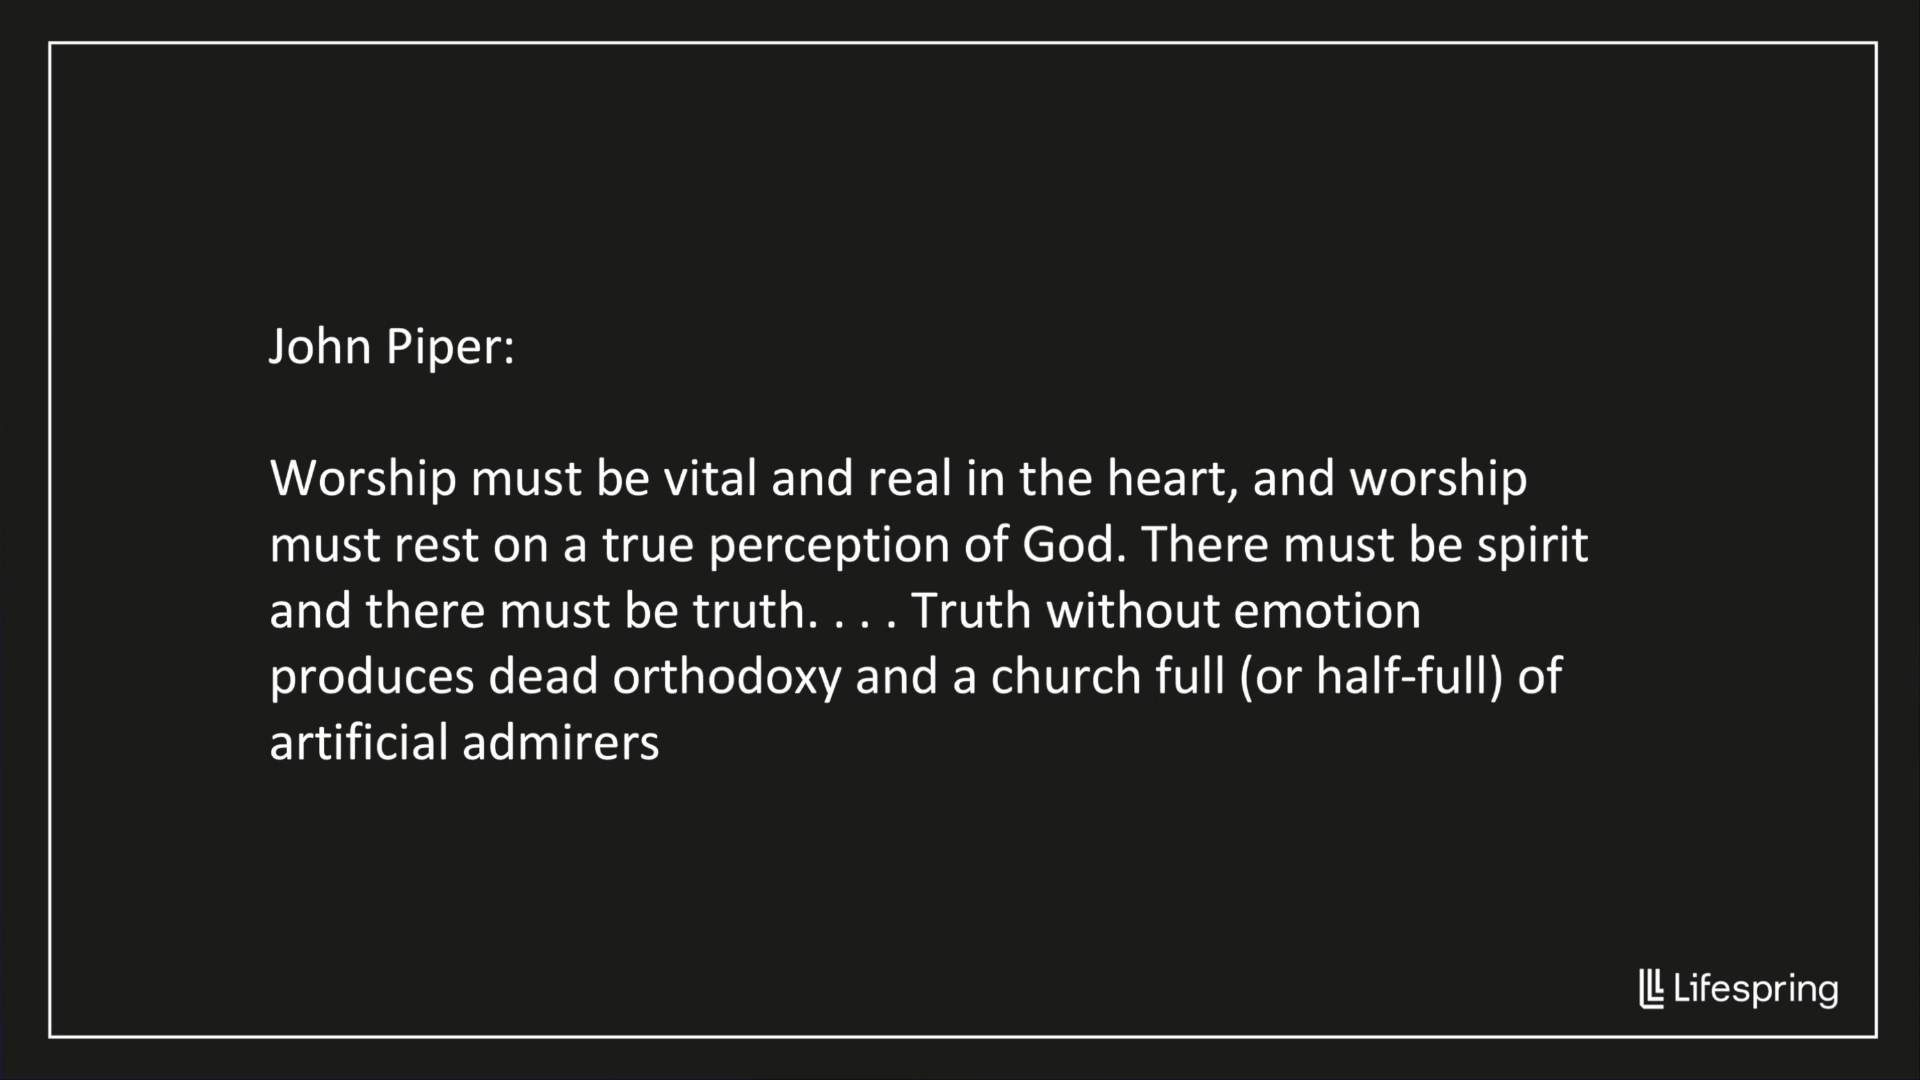 John Piper:
Worship must be vital and real in the heart, and worship
must rest on a true perception of God. There must be spirit
and there must be truth. . . . Truth without emotion
produces dead orthodoxy and a church full (or half-full) of
artificial admirers
Lifespring